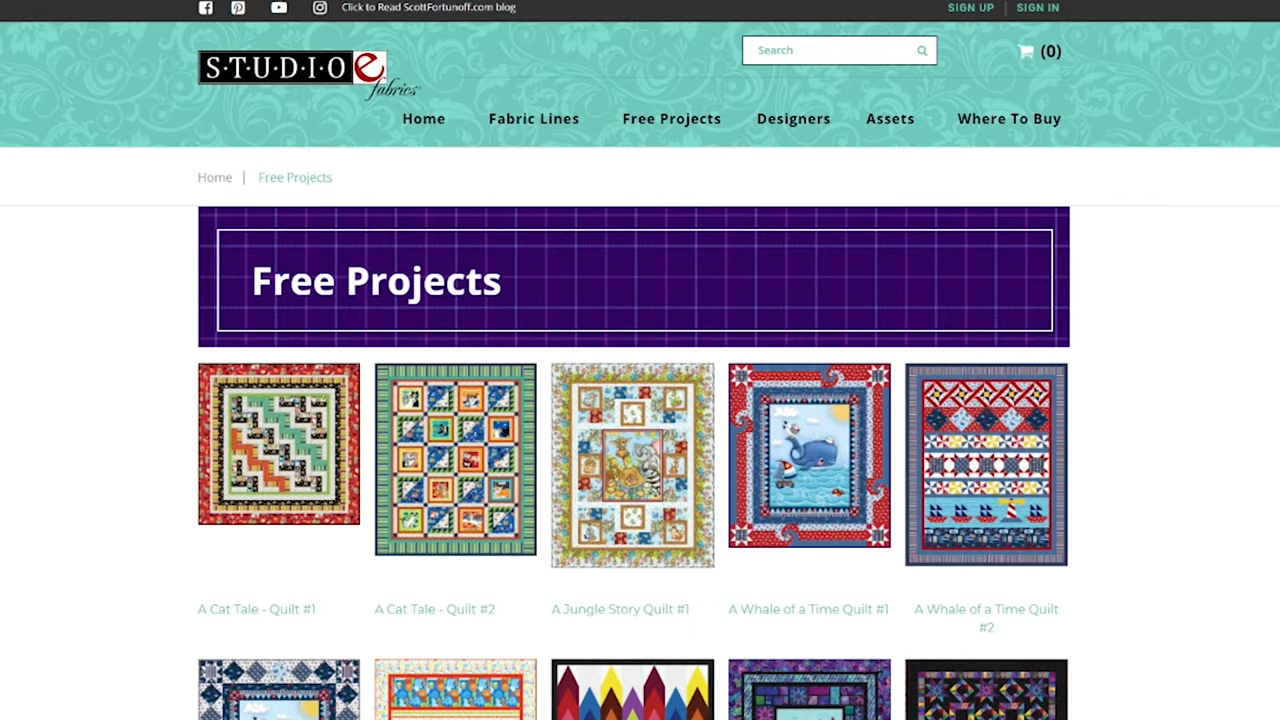 Click to Read ScottFortunoff.com blog
SIGN UP | SIGN IN
S·T·U·D·I·O e
fabrics
Search
(0)
Home Fabric Lines Free Projects Designers Assets Where To Buy
Home | Free Projects
Free Projects
A Cat Tale - Quilt #1
A Cat Tale - Quilt #2
A Jungle Story Quilt #1
A Whale of a Time Quilt #1
A Whale of a Time Quilt
#2